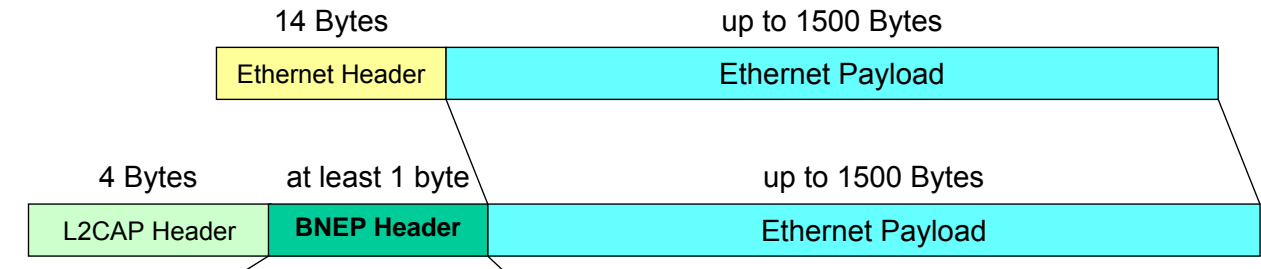 14 Bytes up to 1500 Bytes
Ethernet Header Ethernet Payload
4 Bytes at least 1 byte up to 1500 Bytes
L2CAP Header BNEP Header Ethernet Payload